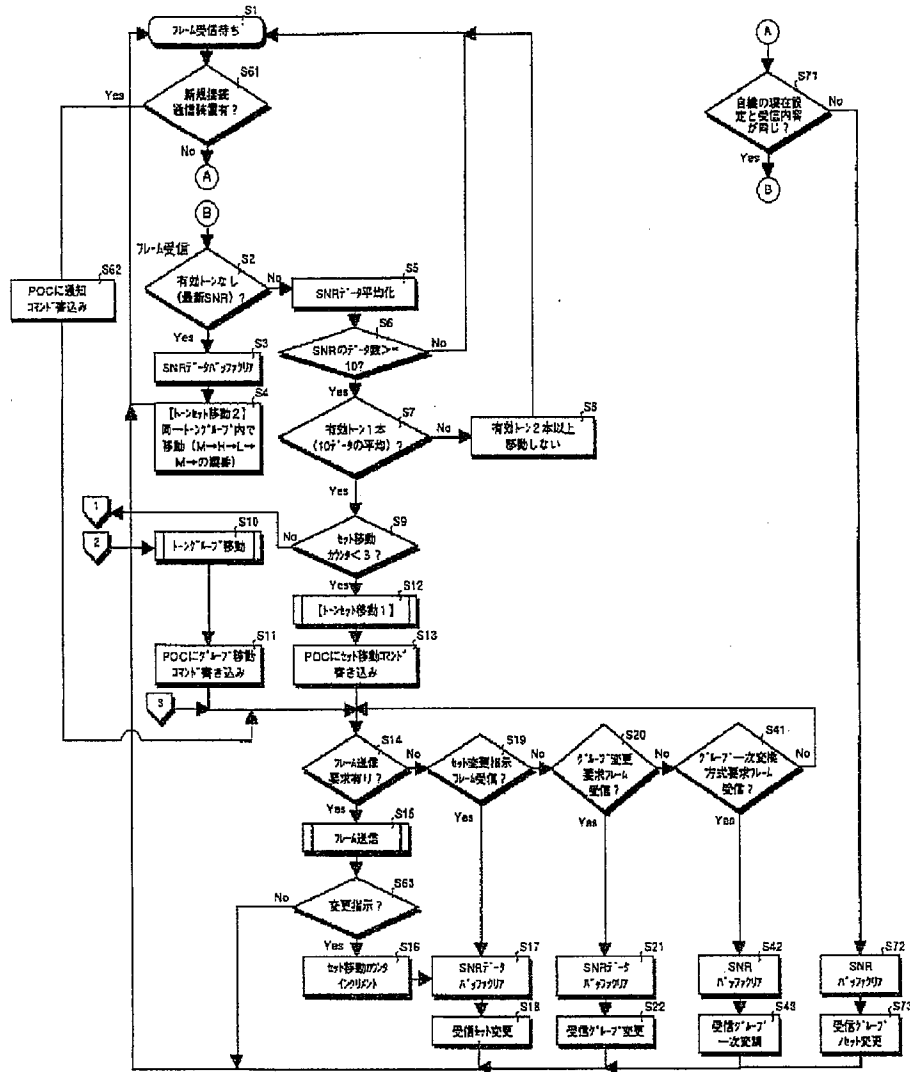 S1
フレーム受信待ち
S61
新規接続
通信装置有?
Yes
No
A
B
フレーム受信
S2
有効トーンなし
(最新SNR)?
No
Yes
S62
POCに通知
コマンド書込み
S3
SNRデータバッファクリア
S4
【トーンセット移動2】
同一トーングループ内で
移動(M→H→L→
M→の順番)
S5
SNRデータ平均化
S6
SNRのデータ数>=
10?
No
Yes
S7
有効トーン1本
(10データの平均)?
No
Yes
S8
有効トーン2本以上
移動しない
S9
セット移動
カウンタ<3?
No
Yes
1
2
S10
トーングループ移動
S11
POCにグループ移動
コマンド書き込み
S12
【トーンセット移動1】
S13
POCにセット移動コマンド
書き込み
3
S14
フレーム送信
要求有り?
No
Yes
S19
セット変更指示
フレーム受信?
No
Yes
S20
グループ変更
要求フレーム
受信?
No
Yes
S41
グループ一次変換
方式要求フレーム
受信?
No
Yes
S15
フレーム送信
S63
変更指示?
No
Yes
S16
セット移動カウンタ
インクリメント
S17
SNRデータ
バッファクリア
S18
受信セット変更
S21
SNRデータ
バッファクリア
S22
受信グループ変更
S42
SNR
バッファクリア
S43
受信グループ
一次変調
S72
SNR
バッファクリア
S73
受信グループ
/セット変更
A
S71
自機の現在設
定と受信内容
が同じ?
No
Yes
B